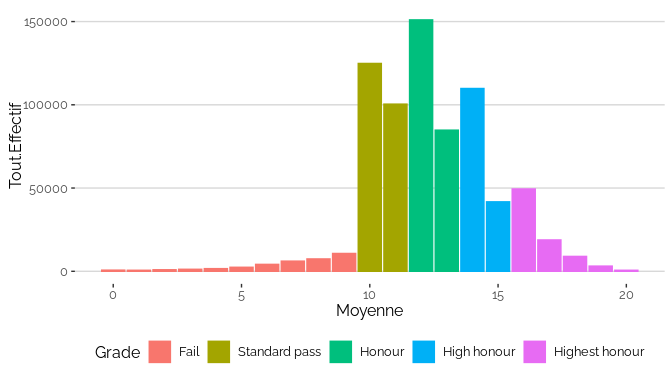 Tout.Effectif
150000
100000
50000
0
0 5 10 15 20
Moyenne
Grade Fail Standard pass Honour High honour Highest honour